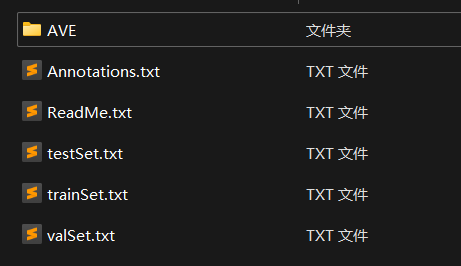 AVE 文件夹
Annotations.txt TXT 文件
ReadMe.txt TXT 文件
testSet.txt TXT 文件
trainSet.txt TXT 文件
valSet.txt TXT 文件